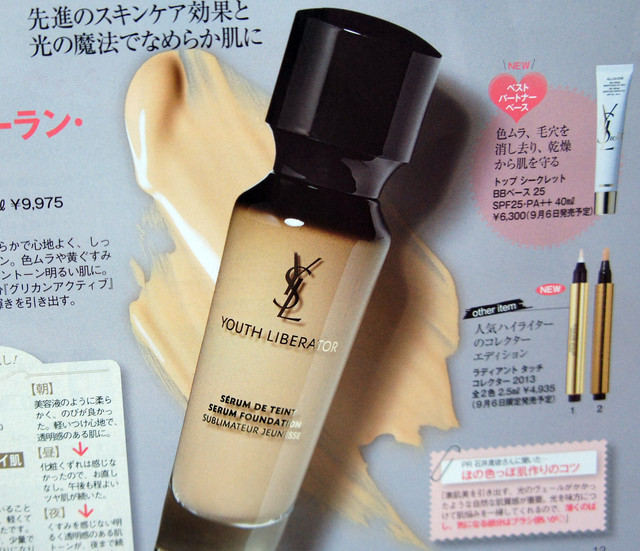 先進のスキンケア効果と
光の魔法でなめらか肌に
ーラン・
¥9,975
らかで心地よく、しっ
ン。色ムラや黄ぐすみ
ントーン明るい肌に。
『グリカンアクティブ』
きを引き出す。
YSL
YOUTH LIBERATOR
SÉRUM DE TEINT
SERUM FOUNDATION
SUBLIMATEUR JEUNESSE
NEW
ベスト
パートナー
ベース
色ムラ、毛穴を
消し去り、乾燥
から肌を守る
トップ シークレット
BBベース 25
SPF25・PA++ 40㎖
¥6,300(9月6日発売予定)
NEW
other item
人気ハイライター
のコレクター
エディション
ラディアント タッチ
コレクター 2013
全2色 2.5㎖ ¥4,935
(9月6日限定発売予定)
1 2
【朝】
美容液のように柔ら
かく、のびが良かっ
た。軽いつけ心地で、
透明感のある肌に。
【昼】
化粧くずれは感じな
かったので、お直し
なし。午後も程よい
ツヤ肌が続いた。
【夜】
くすみを感じない明
るく透明感のある肌
トーンが、夜まで続
イ肌
ほの色っぽ肌作りのコツ